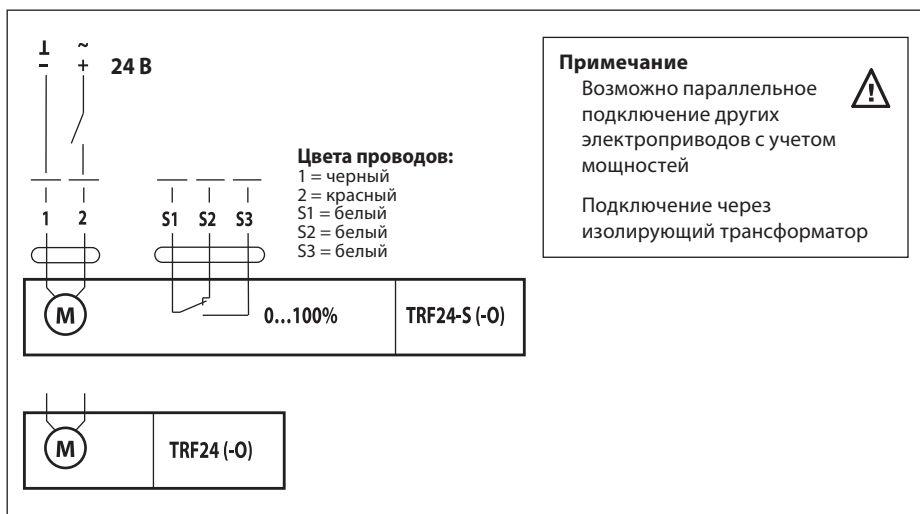 ⊥ ~
– + 24 В
Примечание
Возможно параллельное
подключение других
электроприводов с учетом
мощностей
Подключение через
изолирующий трансформатор
Цвета проводов:
1 = черный
2 = красный
S1 = белый
S2 = белый
S3 = белый
1 2 S1 S2 S3
M 0...100% TRF24-S (-O)
M TRF24 (-O)